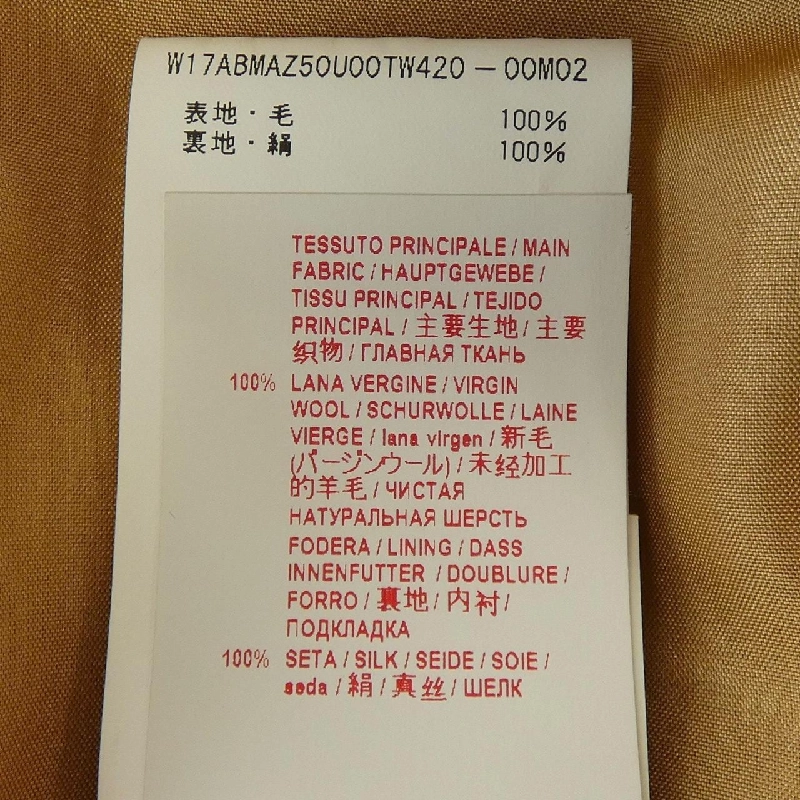 W17ABMAZ50U00TW420 – 00M02
表地・毛 100%
裏地・絹 100%
TESSUTO PRINCIPALE / MAIN
FABRIC / HAUPTGEWEBE /
TISSU PRINCIPAL / TEJIDO
PRINCIPAL / 主要生地 / 主要
织物 / ГЛАВНАЯ ТКАНЬ
100% LANA VERGINE / VIRGIN
WOOL / SCHURWOLLE / LAINE
VIERGE / lana virgen / 新毛
(バージンウール) / 未经加工
的羊毛 / ЧИСТАЯ
НАТУРАЛЬНАЯ ШЕРСТЬ
FODERA / LINING / DASS
INNENFUTTER / DOUBLURE /
FORRO / 裏地 / 内衬 /
ПОДКЛАДКА
100% SETA / SILK / SEIDE / SOIE /
seda / 絹 / 真丝 / ШЕЛК